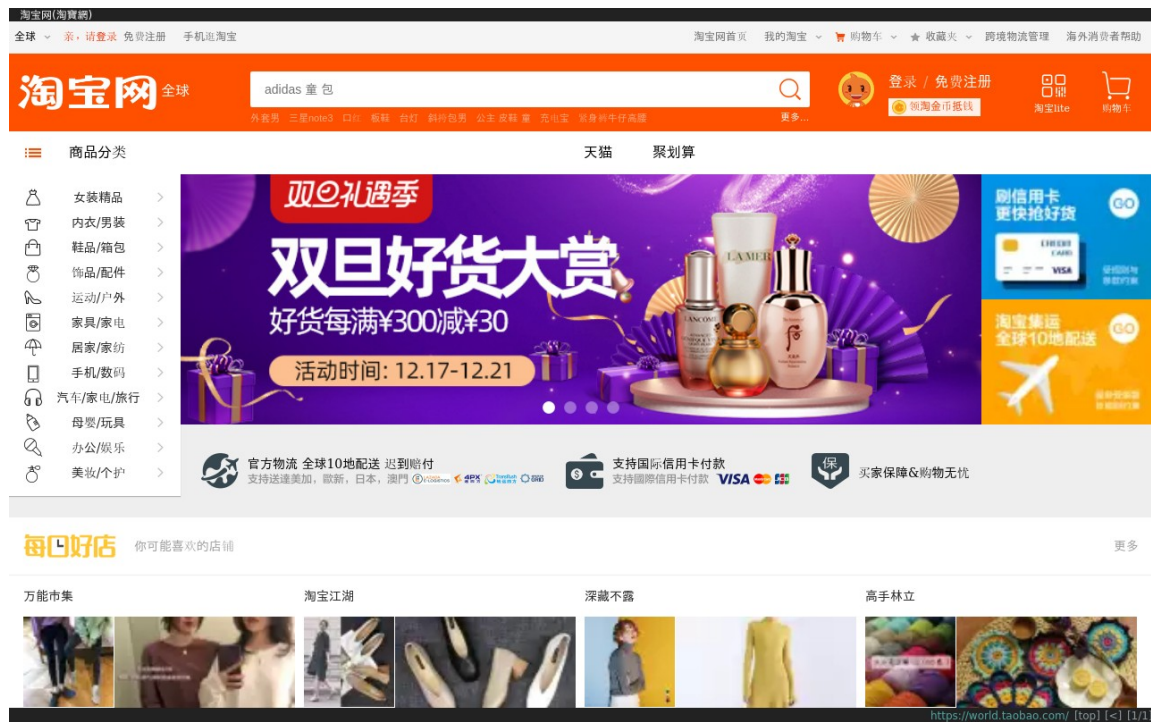 淘宝网(淘寶網)
全球 亲，请登录 免费注册 手机逛淘宝 淘宝网首页 我的淘宝 购物车 收藏夹 跨境物流管理 海外消费者帮助
淘宝网 全球
adidas 童 包
外套男 三星note3 口红 板鞋 台灯 斜挎包男 公主 皮鞋 童 充电宝 紧身裤牛仔高腰 更多...
登录 / 免费注册
领淘金币抵钱
淘宝lite 购物车
商品分类 天猫 聚划算
女装精品
内衣/男装
鞋品/箱包
饰品/配件
运动/户外
家具/家电
居家/家纺
手机/数码
汽车/家电/旅行
母婴/玩具
办公/娱乐
美妆/个护
双旦礼遇季
双旦好货大赏
好货每满¥300减¥30
活动时间: 12.17-12.21
LA MER
LANCOME
刷信用卡
更快抢好货
GO
CREDIT
CARD
VISA
淘宝集运
全球10地配送
GO
官方物流 全球10地配送 迟到赔付
支持送達美加，歐新，日本，澳門
支持国际信用卡付款
支持國際信用卡付款 VISA
保
买家保障&购物无忧
每日好店 你可能喜欢的店铺 更多
万能市集 淘宝江湖 深藏不露 高手林立
https://world.taobao.com/ [top] [<] [1/1]